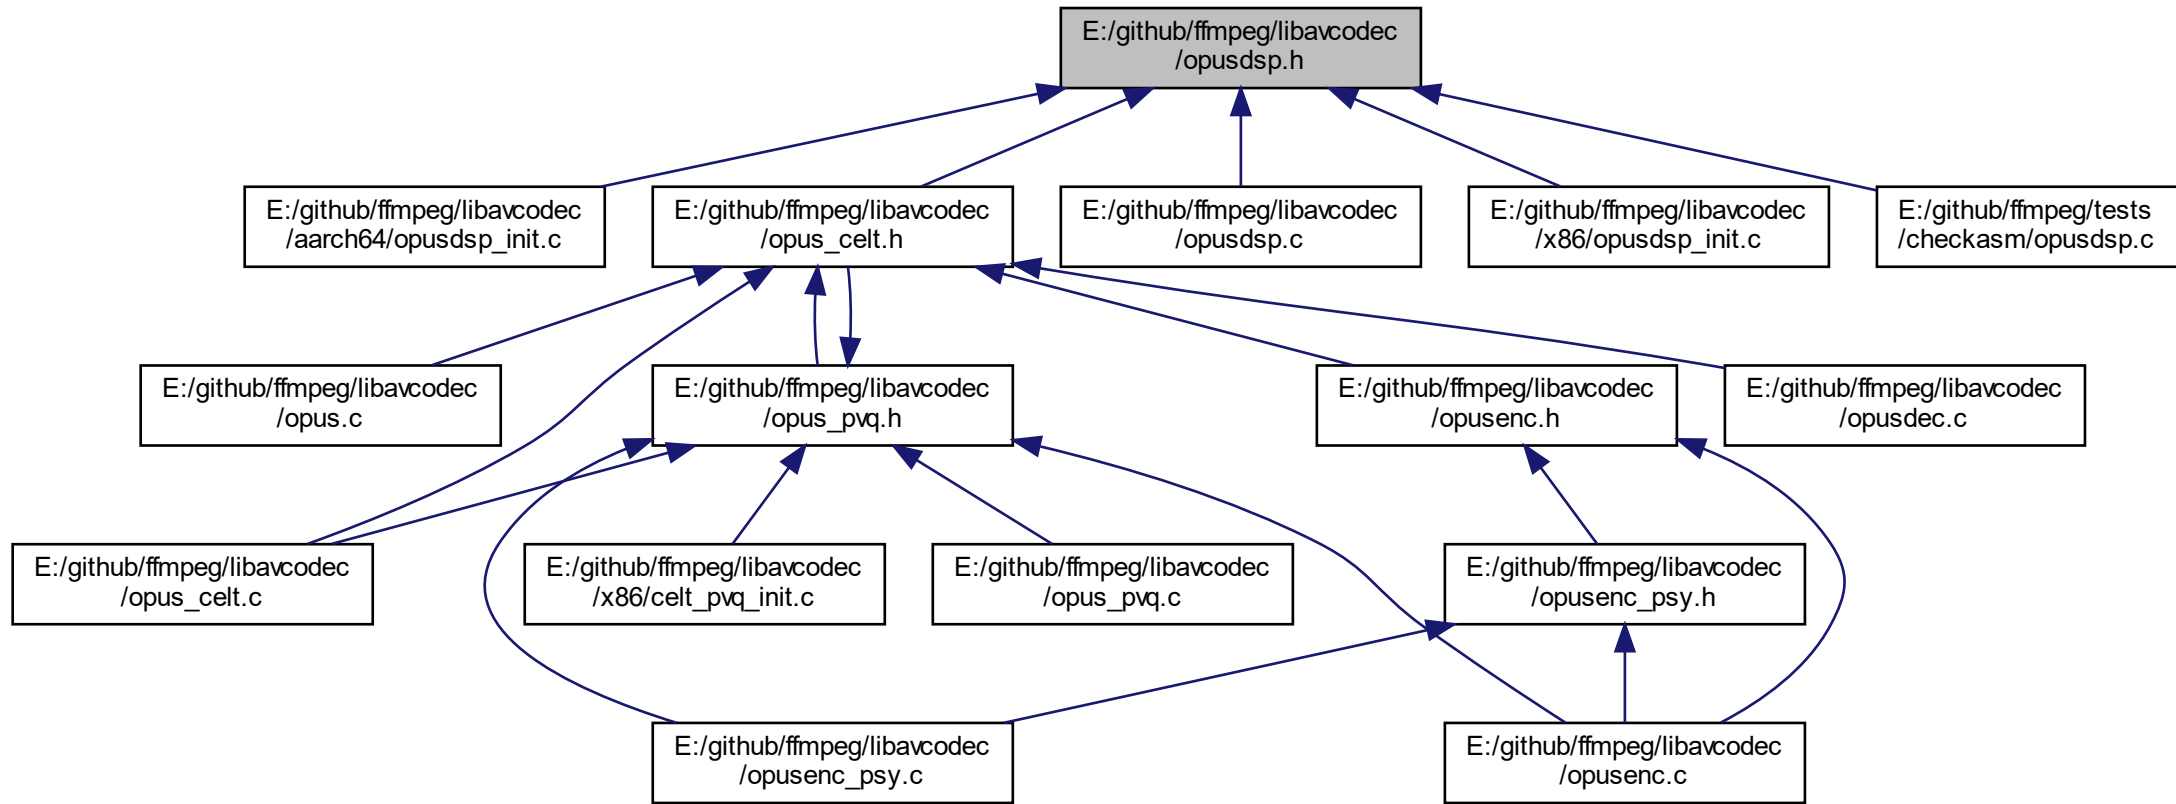 E:/github/ffmpeg/libavcodec
/opusdsp.h
E:/github/ffmpeg/libavcodec
/aarch64/opusdsp_init.c
E:/github/ffmpeg/libavcodec
/opus_celt.h
E:/github/ffmpeg/libavcodec
/opusdsp.c
E:/github/ffmpeg/libavcodec
/x86/opusdsp_init.c
E:/github/ffmpeg/tests
/checkasm/opusdsp.c
E:/github/ffmpeg/libavcodec
/opus.c
E:/github/ffmpeg/libavcodec
/opus_pvq.h
E:/github/ffmpeg/libavcodec
/opusenc.h
E:/github/ffmpeg/libavcodec
/opusdec.c
E:/github/ffmpeg/libavcodec
/opus_celt.c
E:/github/ffmpeg/libavcodec
/x86/celt_pvq_init.c
E:/github/ffmpeg/libavcodec
/opus_pvq.c
E:/github/ffmpeg/libavcodec
/opusenc_psy.h
E:/github/ffmpeg/libavcodec
/opusenc_psy.c
E:/github/ffmpeg/libavcodec
/opusenc.c